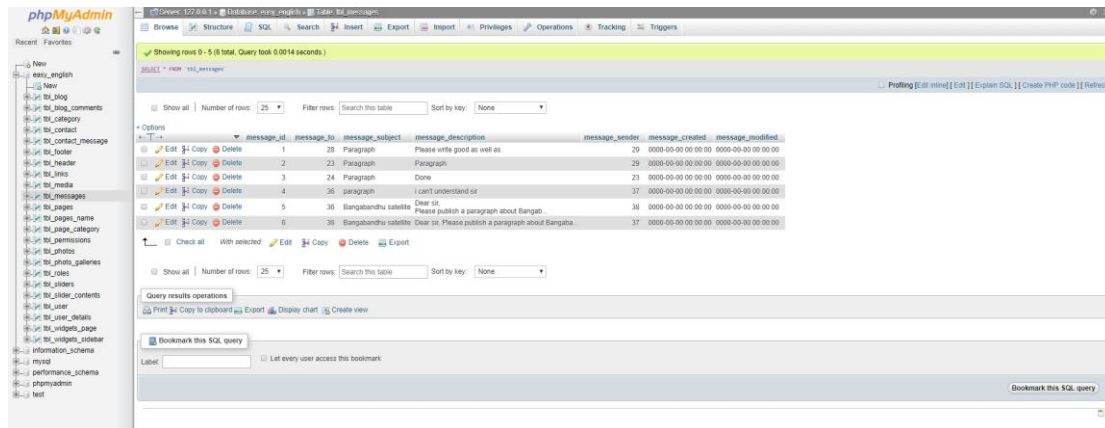 phpMyAdmin
Recent Favorites
New
easy_english
New
tbl_blog
tbl_blog_comments
tbl_category
tbl_contact
tbl_contact_message
tbl_footer
tbl_header
tbl_links
tbl_media
tbl_messages
tbl_pages
tbl_pages_name
tbl_page_category
tbl_permissions
tbl_photos
tbl_photo_galleries
tbl_roles
tbl_sliders
tbl_slider_contents
tbl_user
tbl_user_details
tbl_widgets_page
tbl_widgets_sidebar
information_schema
mysql
performance_schema
phpmyadmin
test
Server: 127.0.0.1 » Database: easy_english » Table: tbl_messages
Browse Structure SQL Search Insert Export Import Privileges Operations Tracking Triggers
Showing rows 0 - 5 (6 total, Query took 0.0014 seconds.)
SELECT * FROM `tbl_messages`
Profiling [Edit inline] [ Edit ] [ Explain SQL ] [ Create PHP code ] [ Refres
Show all | Number of rows: 25 Filter rows: Search this table Sort by key: None
+ Options
←T→ message_id message_to message_subject message_description message_sender message_created message_modified
Edit Copy Delete 1 28 Paragraph Please write good as well as. 29 0000-00-00 00:00:00 0000-00-00 00:00:00
Edit Copy Delete 2 23 Paragraph Paragraph 29 0000-00-00 00:00:00 0000-00-00 00:00:00
Edit Copy Delete 3 24 Paragraph Done 23 0000-00-00 00:00:00 0000-00-00 00:00:00
Edit Copy Delete 4 36 paragraph i can't understand sir 37 0000-00-00 00:00:00 0000-00-00 00:00:00
Edit Copy Delete 5 36 Bangabandhu satellite Dear sir,
Please publish a paragraph about Bangab... 38 0000-00-00 00:00:00 0000-00-00 00:00:00
Edit Copy Delete 6 36 Bangabandhu satellite Dear sir. Please publish a paragraph about Bangaba... 37 0000-00-00 00:00:00 0000-00-00 00:00:00
Check all With selected: Edit Copy Delete Export
Show all | Number of rows: 25 Filter rows: Search this table Sort by key: None
Query results operations
Print Copy to clipboard Export Display chart Create view
Bookmark this SQL query
Label: Let every user access this bookmark
Bookmark this SQL query